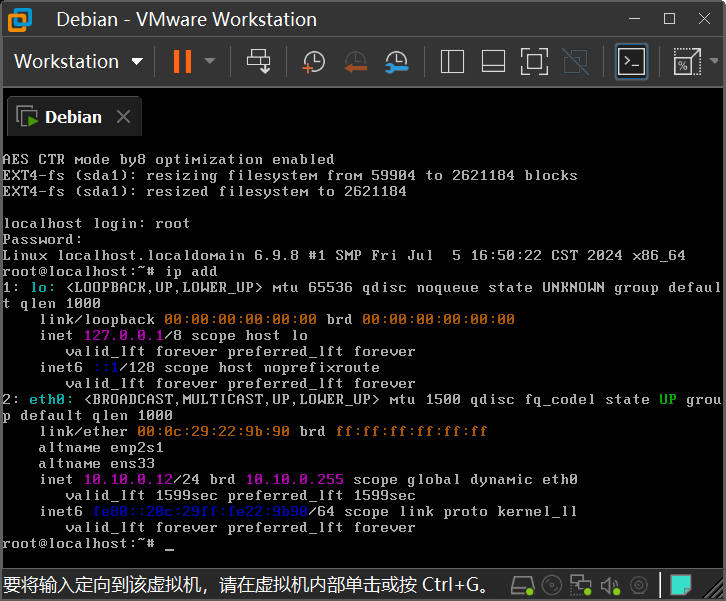 Debian - VMware Workstation
Workstation
Debian
AES CTR mode by8 optimization enabled
EXT4-fs (sda1): resizing filesystem from 59904 to 2621184 blocks
EXT4-fs (sda1): resized filesystem to 2621184
localhost login: root
Password:
Linux localhost.localdomain 6.9.8 #1 SMP Fri Jul  5 16:50:22 CST 2024 x86_64
root@localhost:~# ip add
1: lo: <LOOPBACK,UP,LOWER_UP> mtu 65536 qdisc noqueue state UNKNOWN group defaul
t qlen 1000
    link/loopback 00:00:00:00:00:00 brd 00:00:00:00:00:00
    inet 127.0.0.1/8 scope host lo
       valid_lft forever preferred_lft forever
    inet6 ::1/128 scope host noprefixroute
       valid_lft forever preferred_lft forever
2: eth0: <BROADCAST,MULTICAST,UP,LOWER_UP> mtu 1500 qdisc fq_codel state UP grou
p default qlen 1000
    link/ether 00:0c:29:22:9b:90 brd ff:ff:ff:ff:ff:ff
    altname enp2s1
    altname ens33
    inet 10.10.0.12/24 brd 10.10.0.255 scope global dynamic eth0
       valid_lft 1599sec preferred_lft 1599sec
    inet6 fe80::20c:29ff:fe22:9b90/64 scope link proto kernel_ll
       valid_lft forever preferred_lft forever
root@localhost:~# _
要将输入定向到该虚拟机，请在虚拟机内部单击或按 Ctrl+G。